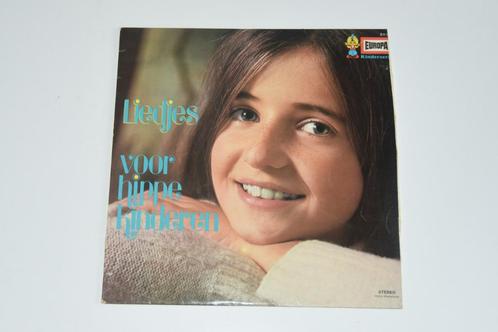 EUROPA
Liedjes
voor
hippe
kinderen
STEREO